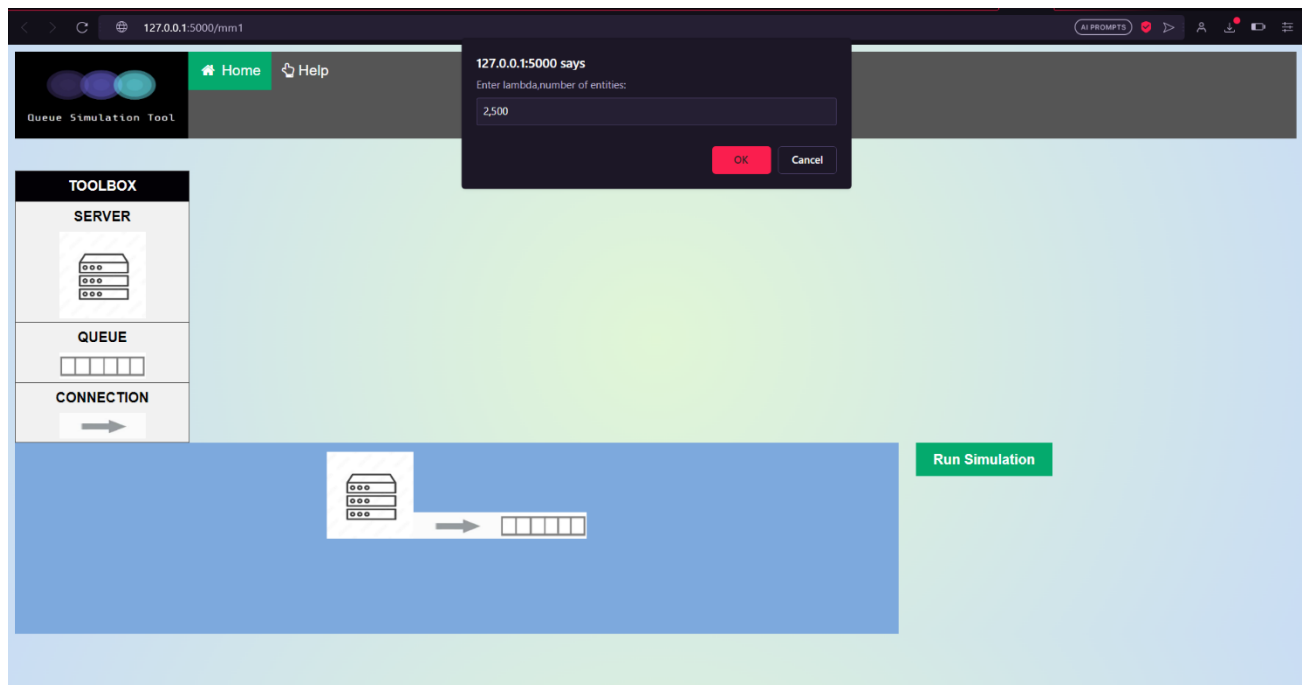 127.0.0.1:5000/mm1
AI PROMPTS
Queue Simulation Tool
Home
Help
127.0.0.1:5000 says
Enter lambda,number of entities:
2,500
OK
Cancel
TOOLBOX
SERVER
QUEUE
CONNECTION
Run Simulation